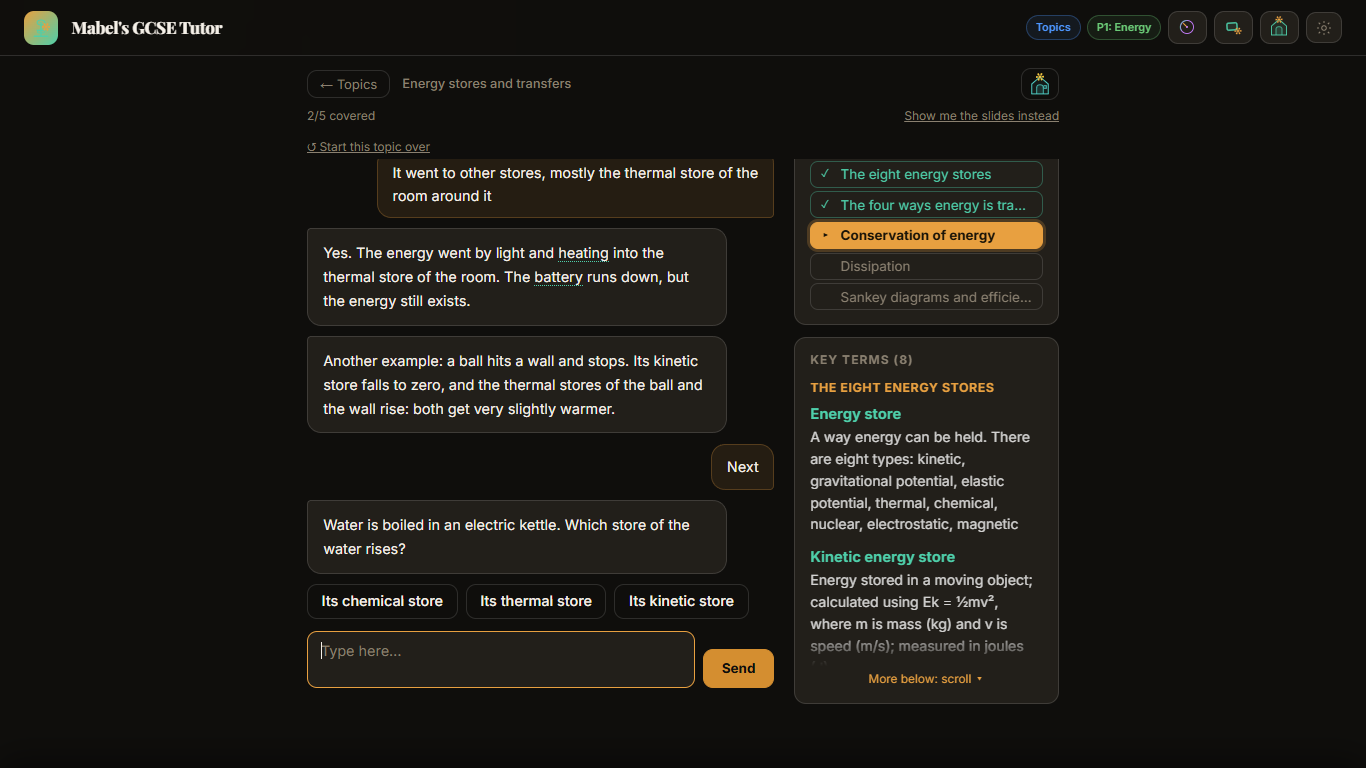 Mabel's GCSE Tutor
Topics
P1: Energy
← Topics
Energy stores and transfers
2/5 covered
Show me the slides instead
↺ Start this topic over
It went to other stores, mostly the thermal store of the
room around it
Yes. The energy went by light and heating into the
thermal store of the room. The battery runs down, but
the energy still exists.
Another example: a ball hits a wall and stops. Its kinetic
store falls to zero, and the thermal stores of the ball and
the wall rise: both get very slightly warmer.
Next
Water is boiled in an electric kettle. Which store of the
water rises?
Its chemical store
Its thermal store
Its kinetic store
Type here...
Send
✓ The eight energy stores
✓ The four ways energy is tra...
▸ Conservation of energy
Dissipation
Sankey diagrams and efficie...
KEY TERMS (8)
THE EIGHT ENERGY STORES
Energy store
A way energy can be held. There
are eight types: kinetic,
gravitational potential, elastic
potential, thermal, chemical,
nuclear, electrostatic, magnetic
Kinetic energy store
Energy stored in a moving object;
calculated using Ek = ½mv²,
where m is mass (kg) and v is
speed (m/s); measured in joules
More below: scroll ▾